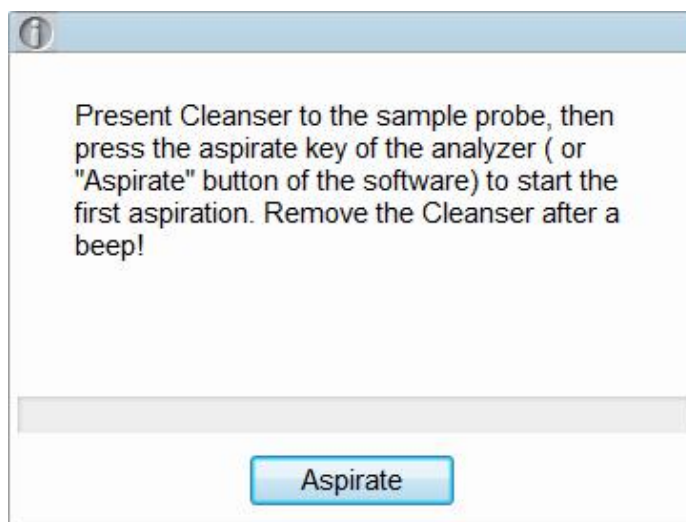 Present Cleanser to the sample probe, then
press the aspirate key of the analyzer ( or
"Aspirate" button of the software) to start the
first aspiration. Remove the Cleanser after a
beep!
Aspirate